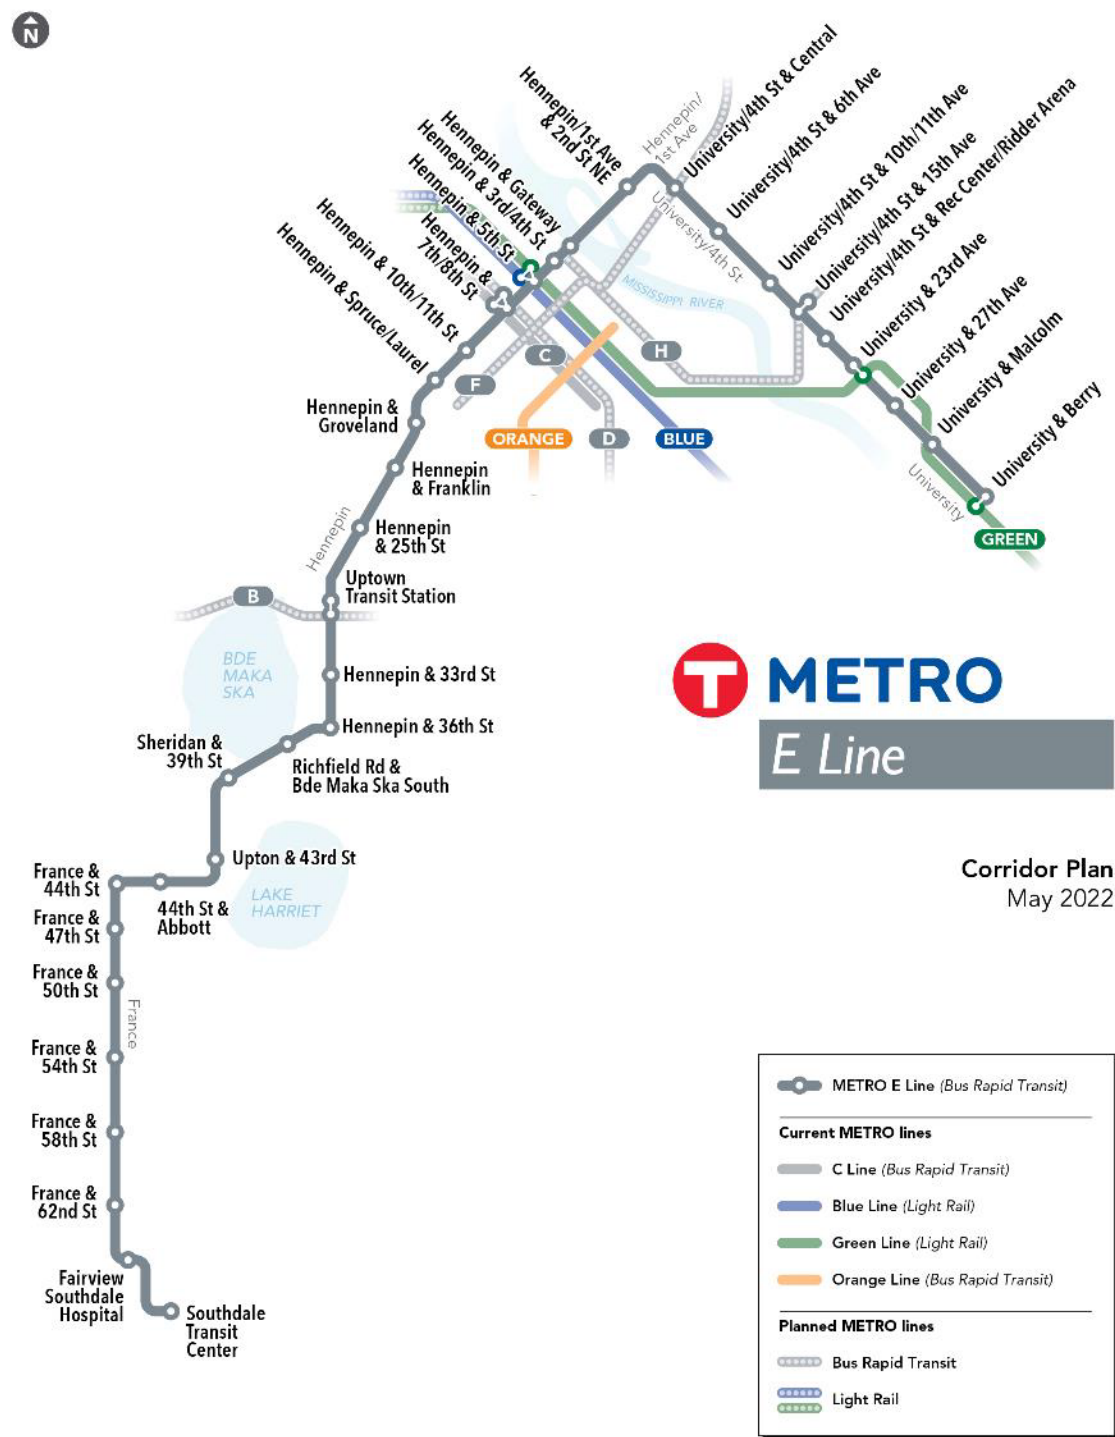 N
Hennepin/1st Ave
& 2nd St NE
Hennepin & Gateway
Hennepin & 3rd/4th St
Hennepin & 5th St
Hennepin &
7th/8th St
Hennepin & 10th/11th St
Hennepin & Spruce/Laurel
Hennepin/
1st Ave
University/4th St
University/4th St & Central
University/4th St & 6th Ave
University/4th St & 10th/11th Ave
University/4th St & 15th Ave
University/4th St & Rec Center/Ridder Arena
University & 23rd Ave
University & 27th Ave
University & Malcolm
University & Berry
University
MISSISSIPPI RIVER
H
C
F
D
ORANGE
BLUE
GREEN
Hennepin &
Groveland
Hennepin
& Franklin
Hennepin
& 25th St
Hennepin
Uptown
Transit Station
B
BDE
MAKA
SKA
Hennepin & 33rd St
Hennepin & 36th St
Sheridan &
39th St
Richfield Rd &
Bde Maka Ska South
Upton & 43rd St
LAKE
HARRIET
France &
44th St
44th St &
Abbott
France &
47th St
France &
50th St
France
France &
54th St
France &
58th St
France &
62nd St
Fairview
Southdale
Hospital
Southdale
Transit
Center
T METRO
E Line
Corridor Plan
May 2022
METRO E Line (Bus Rapid Transit)
Current METRO lines
C Line (Bus Rapid Transit)
Blue Line (Light Rail)
Green Line (Light Rail)
Orange Line (Bus Rapid Transit)
Planned METRO lines
Bus Rapid Transit
Light Rail